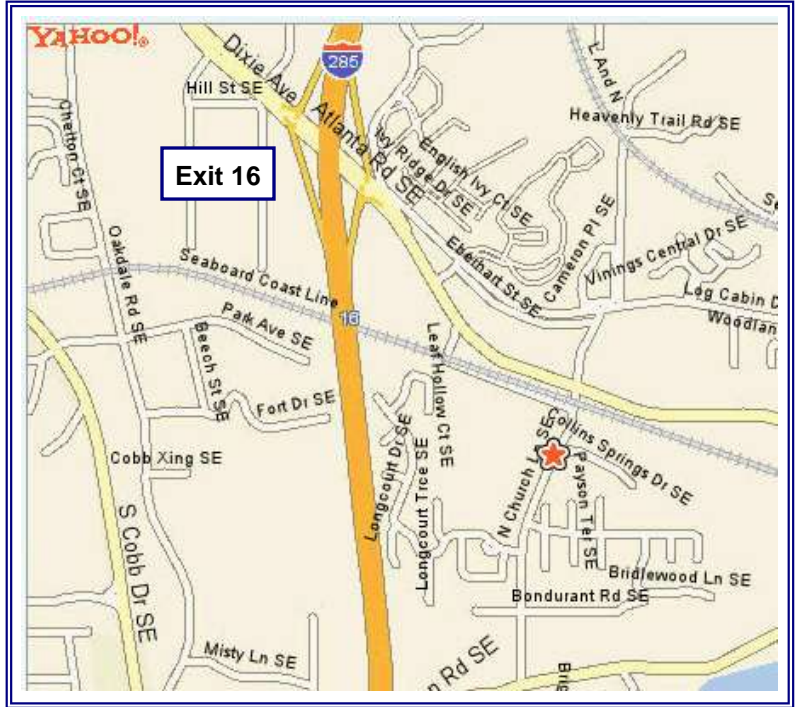 YAHOO!®
Dixie Ave
285
L And N
Hill St SE
Atlanta Rd SE
Heavenly Trail Rd SE
Chelton Ct SE
Ivy Ridge Dr SE
English Ivy Ct SE
Exit 16
Cameron Pl SE
Se
Oakdale Rd SE
Seaboard Coast Line
Eberhart St SE
Vinings Central Dr SE
Log Cabin D
Park Ave SE
16
Woodlan
Beech St SE
Leaf Hollow Ct SE
Fort Dr SE
Collins Springs Dr SE
Cobb Xing SE
Longcourt Dr SE
Longcourt Trce SE
N Church L SE
Payson Ter SE
S Cobb Dr SE
Bridlewood Ln SE
Bondurant Rd SE
Misty Ln SE
n Rd SE
Brig